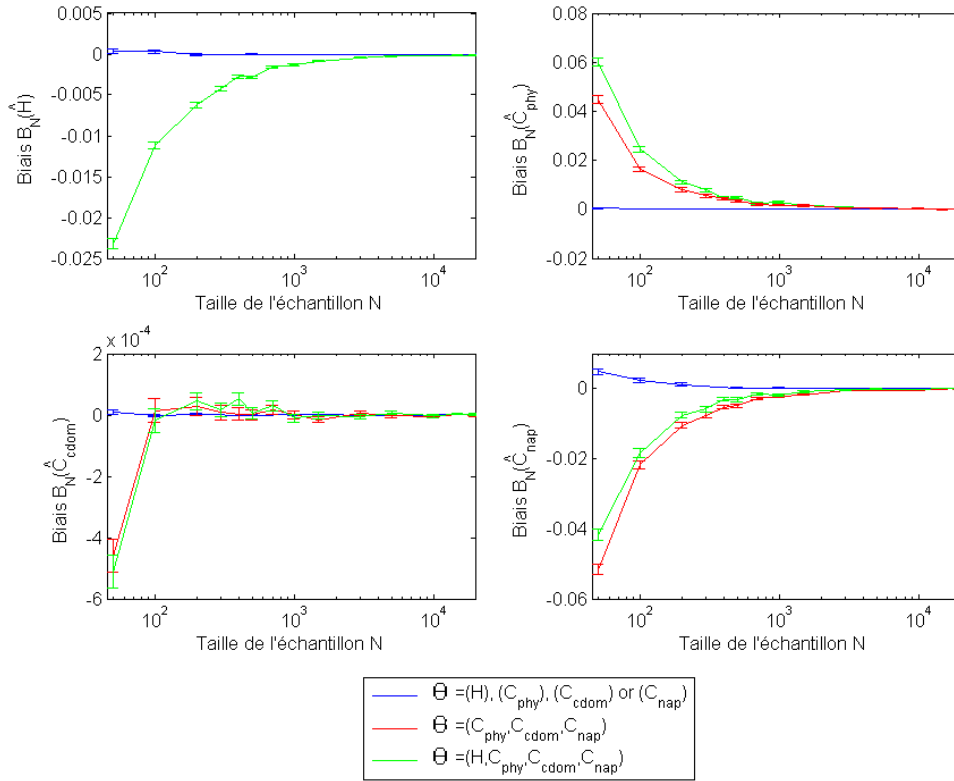 0.005
0
-0.005
-0.01
-0.015
-0.02
-0.025
Biais B_N(Ĥ)
10^2 10^3 10^4
Taille de l'échantillon N
0.08
0.06
0.04
0.02
0
-0.02
Biais B_N(Ĉ_phy)
10^2 10^3 10^4
Taille de l'échantillon N
x 10^-4
2
0
-2
-4
-6
Biais B_N(Ĉ_cdom)
10^2 10^3 10^4
Taille de l'échantillon N
0
-0.02
-0.04
-0.06
Biais B_N(Ĉ_nap)
10^2 10^3 10^4
Taille de l'échantillon N
Θ =(H), (C_phy), (C_cdom) or (C_nap)
Θ =(C_phy,C_cdom,C_nap)
Θ =(H,C_phy,C_cdom,C_nap)